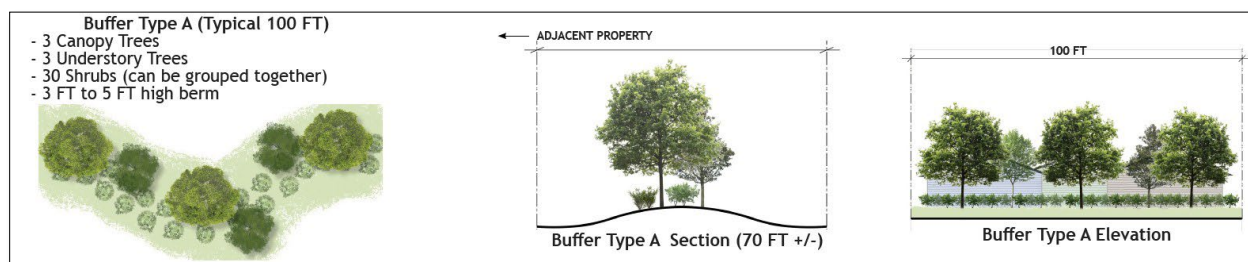 Buffer Type A (Typical 100 FT)
- 3 Canopy Trees
- 3 Understory Trees
- 30 Shrubs (can be grouped together)
- 3 FT to 5 FT high berm
ADJACENT PROPERTY
Buffer Type A Section (70 FT +/-)
100 FT
Buffer Type A Elevation